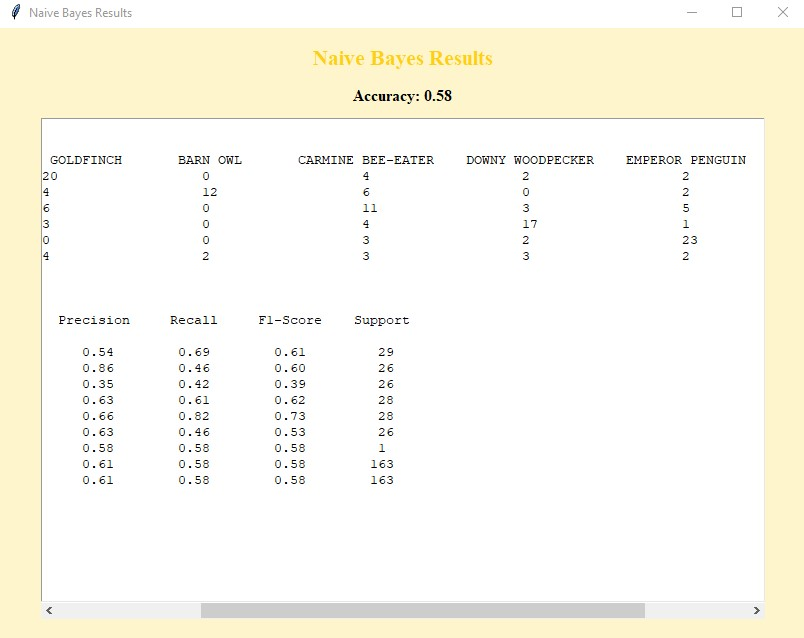 Naive Bayes Results
Naive Bayes Results
Accuracy: 0.58
GOLDFINCH BARN OWL CARMINE BEE-EATER DOWNY WOODPECKER EMPEROR PENGUIN
20 0 4 2 2
4 12 6 0 2
6 0 11 3 5
3 0 4 17 1
0 0 3 2 23
4 2 3 3 2
Precision Recall F1-Score Support
0.54 0.69 0.61 29
0.86 0.46 0.60 26
0.35 0.42 0.39 26
0.63 0.61 0.62 28
0.66 0.82 0.73 28
0.63 0.46 0.53 26
0.58 0.58 0.58 1
0.61 0.58 0.58 163
0.61 0.58 0.58 163